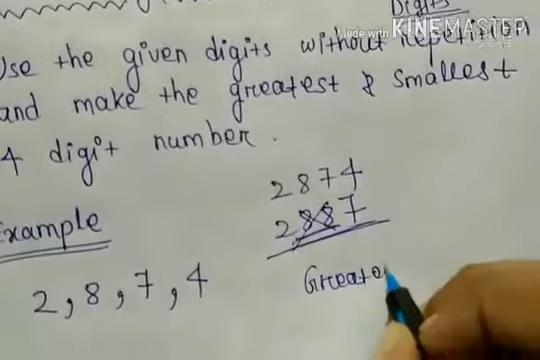 Digits
Made with KINEMASTER
Use the given digits without Repetition
and make the greatest & smallest
4 digit number.
Example
2874
2887
2, 8, 7, 4
Greate